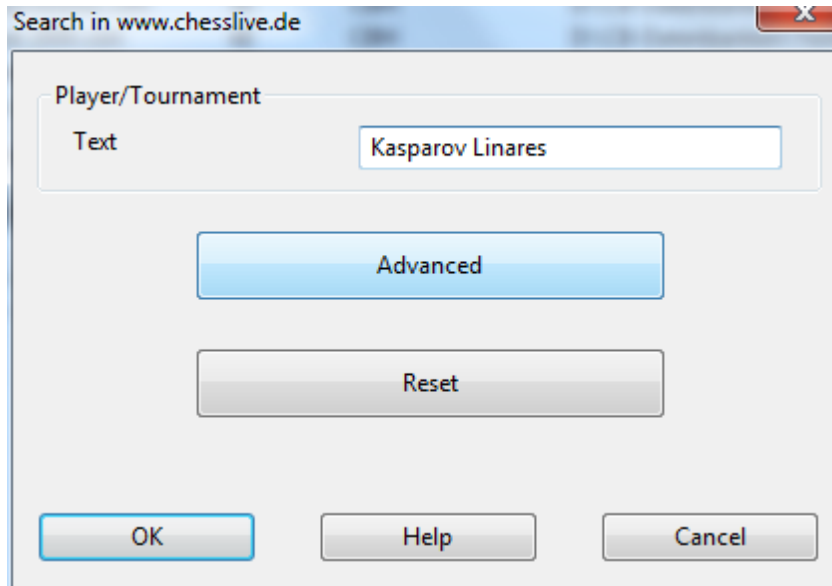 Search in www.chesslive.de
Player/Tournament
Text Kasparov Linares
Advanced
Reset
OK Help Cancel